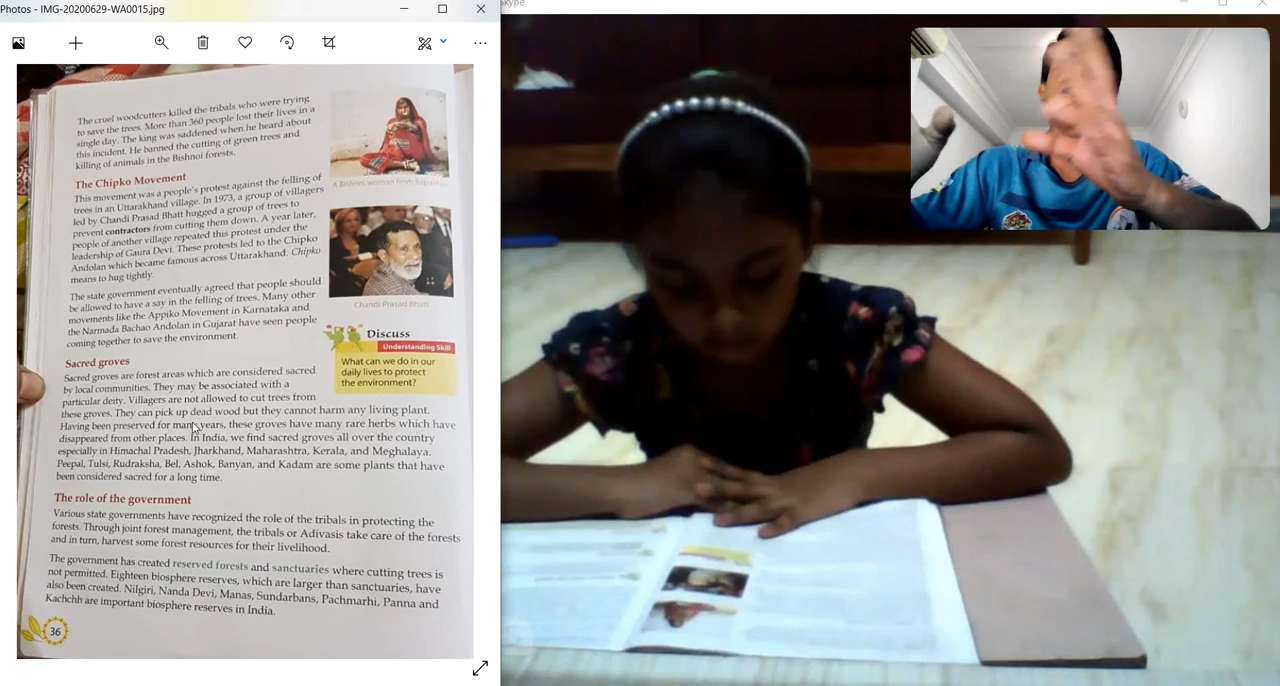 Photos - IMG-20200629-WA0015.jpg
The cruel woodcutters killed the tribals who were trying
to save the trees. More than 360 people lost their lives in a
single day. The king was saddened when he heard about
this incident. He banned the cutting of green trees and
killing of animals in the Bishnoi forests.
A Bishnoi woman from Rajasthan
The Chipko Movement
This movement was a people's protest against the felling of
trees in an Uttarakhand village. In 1973, a group of villagers
led by Chandi Prasad Bhatt hugged a group of trees to
prevent contractors from cutting them down. A year later,
people of another village repeated this protest under the
leadership of Gaura Devi. These protests led to the Chipko
Andolan which became famous across Uttarakhand. Chipko
means to hug tightly.
Chandi Prasad Bhatt
The state government eventually agreed that people should
be allowed to have a say in the felling of trees. Many other
movements like the Appiko Movement in Karnataka and
the Narmada Bachao Andolan in Gujarat have seen people
coming together to save the environment.
Discuss
Understanding Skill
What can we do in our
daily lives to protect
the environment?
Sacred groves
Sacred groves are forest areas which are considered sacred
by local communities. They may be associated with a
particular deity. Villagers are not allowed to cut trees from
these groves. They can pick up dead wood but they cannot harm any living plant.
Having been preserved for many years, these groves have many rare herbs which have
disappeared from other places. In India, we find sacred groves all over the country
especially in Himachal Pradesh, Jharkhand, Maharashtra, Kerala, and Meghalaya.
Peepal, Tulsi, Rudraksha, Bel, Ashok, Banyan, and Kadam are some plants that have
been considered sacred for a long time.
The role of the government
Various state governments have recognized the role of the tribals in protecting the
forests. Through joint forest management, the tribals or Adivasis take care of the forests
and in turn, harvest some forest resources for their livelihood.
The government has created reserved forests and sanctuaries where cutting trees is
not permitted. Eighteen biosphere reserves, which are larger than sanctuaries, have
also been created. Nilgiri, Nanda Devi, Manas, Sundarbans, Pachmarhi, Panna and
Kachchh are important biosphere reserves in India.
36